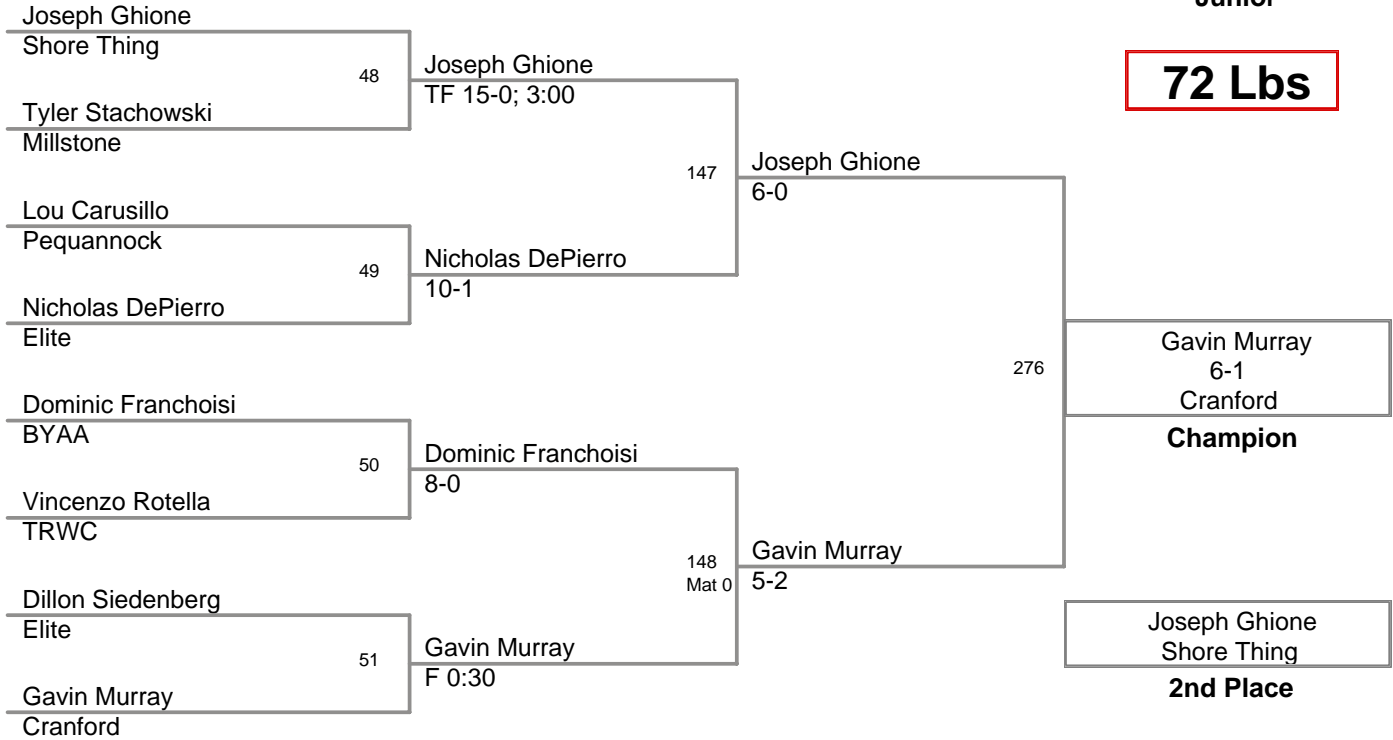 Junior
72 Lbs
Joseph Ghione
Shore Thing
48
Tyler Stachowski
Millstone
Joseph Ghione
TF 15-0; 3:00
Lou Carusillo
Pequannock
49
Nicholas DePierro
Elite
Nicholas DePierro
10-1
147
Joseph Ghione
6-0
Dominic Franchoisi
BYAA
50
Vincenzo Rotella
TRWC
Dominic Franchoisi
8-0
Dillon Siedenberg
Elite
51
Gavin Murray
Cranford
Gavin Murray
F 0:30
148
Mat 0
Gavin Murray
5-2
276
Gavin Murray
6-1
Cranford
Champion
Joseph Ghione
Shore Thing
2nd Place